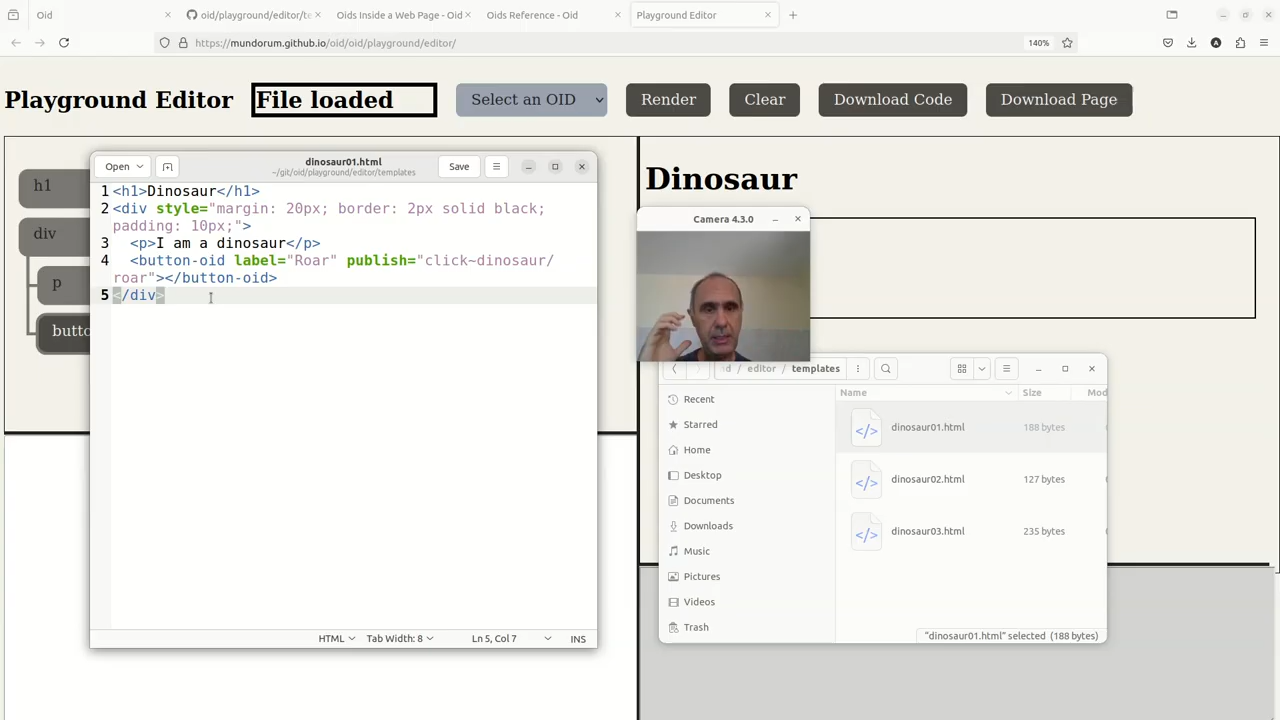 Oid
oid/playground/editor/te
Oids Inside a Web Page - Oid
Oids Reference - Oid
Playground Editor
https://mundorum.github.io/oid/oid/playground/editor/
140%
Playground Editor
File loaded
Select an OID
Render
Clear
Download Code
Download Page
Open
dinosaur01.html
~/git/oid/playground/editor/templates
Save
h1
div
p
butto
1 <h1>Dinosaur</h1>
2 <div style="margin: 20px; border: 2px solid black;
padding: 10px;">
3 <p>I am a dinosaur</p>
4 <button-oid label="Roar" publish="click~dinosaur/
roar"></button-oid>
5 </div>
HTML
Tab Width: 8
Ln 5, Col 7
INS
Dinosaur
Camera 4.3.0
/ editor / templates
Name
Size
Recent
Starred
Home
Desktop
Documents
Downloads
Music
Pictures
Videos
Trash
dinosaur01.html
188 bytes
dinosaur02.html
127 bytes
dinosaur03.html
235 bytes
"dinosaur01.html" selected (188 bytes)